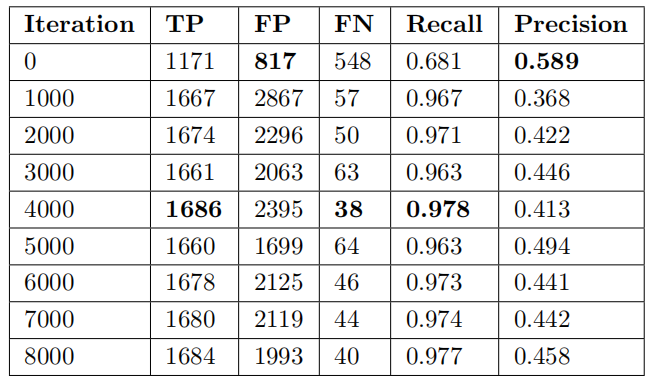 Iteration TP FP FN Recall Precision
0 1171 817 548 0.681 0.589
1000 1667 2867 57 0.967 0.368
2000 1674 2296 50 0.971 0.422
3000 1661 2063 63 0.963 0.446
4000 1686 2395 38 0.978 0.413
5000 1660 1699 64 0.963 0.494
6000 1678 2125 46 0.973 0.441
7000 1680 2119 44 0.974 0.442
8000 1684 1993 40 0.977 0.458